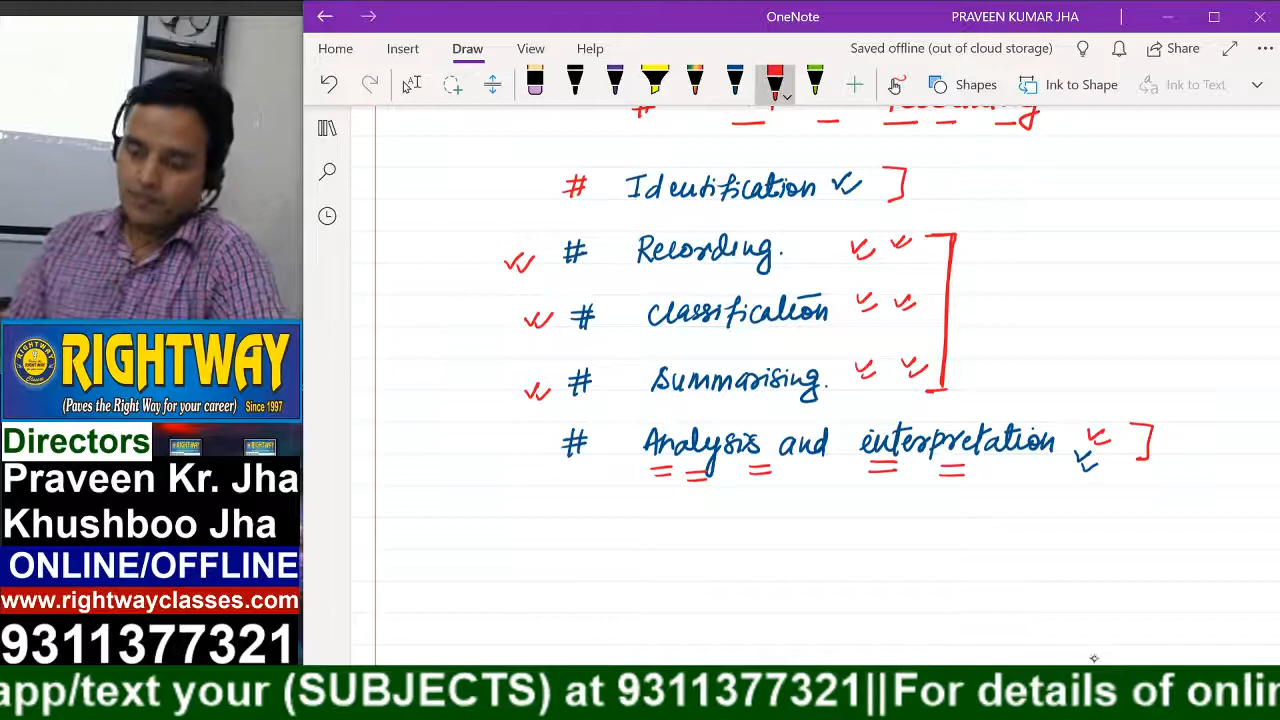 OneNote
PRAVEEN KUMAR JHA
Home Insert Draw View Help
Saved offline (out of cloud storage)
Share
Shapes
Ink to Shape
Ink to Text
# Identification
# Recording.
# Classification
# Summarising.
# Analysis and interpretation
RIGHTWAY
(Paves the Right Way for your career) Since 1997
Directors
Praveen Kr. Jha
Khushboo Jha
ONLINE/OFFLINE
www.rightwayclasses.com
9311377321
app/text your (SUBJECTS) at 9311377321||For details of onlin